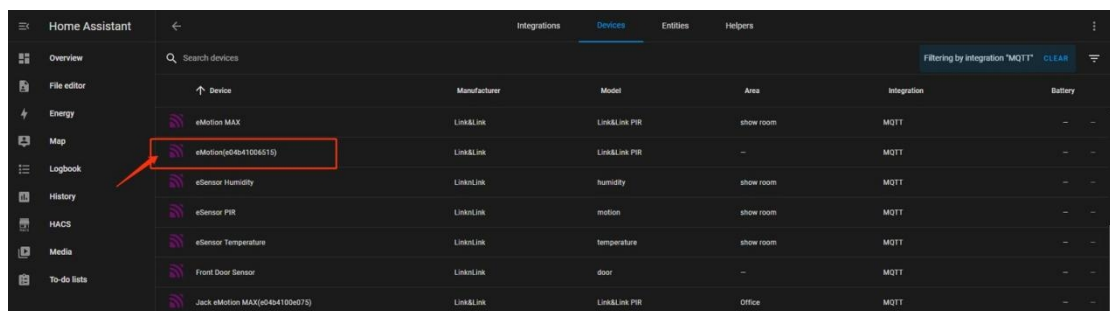 Home Assistant
Integrations Devices Entities Helpers
Overview
File editor
Energy
Map
Logbook
History
HACS
Media
To-do lists
Search devices
Filtering by integration "MQTT" CLEAR
Device Manufacturer Model Area Integration Battery
eMotion MAX Link&Link Link&Link PIR show room MQTT – –
eMotion(e04b41006515) Link&Link Link&Link PIR – MQTT – –
eSensor Humidity LinknLink humidity show room MQTT – –
eSensor PIR LinknLink motion show room MQTT – –
eSensor Temperature LinknLink temperature show room MQTT – –
Front Door Sensor LinknLink door – MQTT – –
Jack eMotion MAX(e04b4100e075) Link&Link Link&Link PIR Office MQTT – –